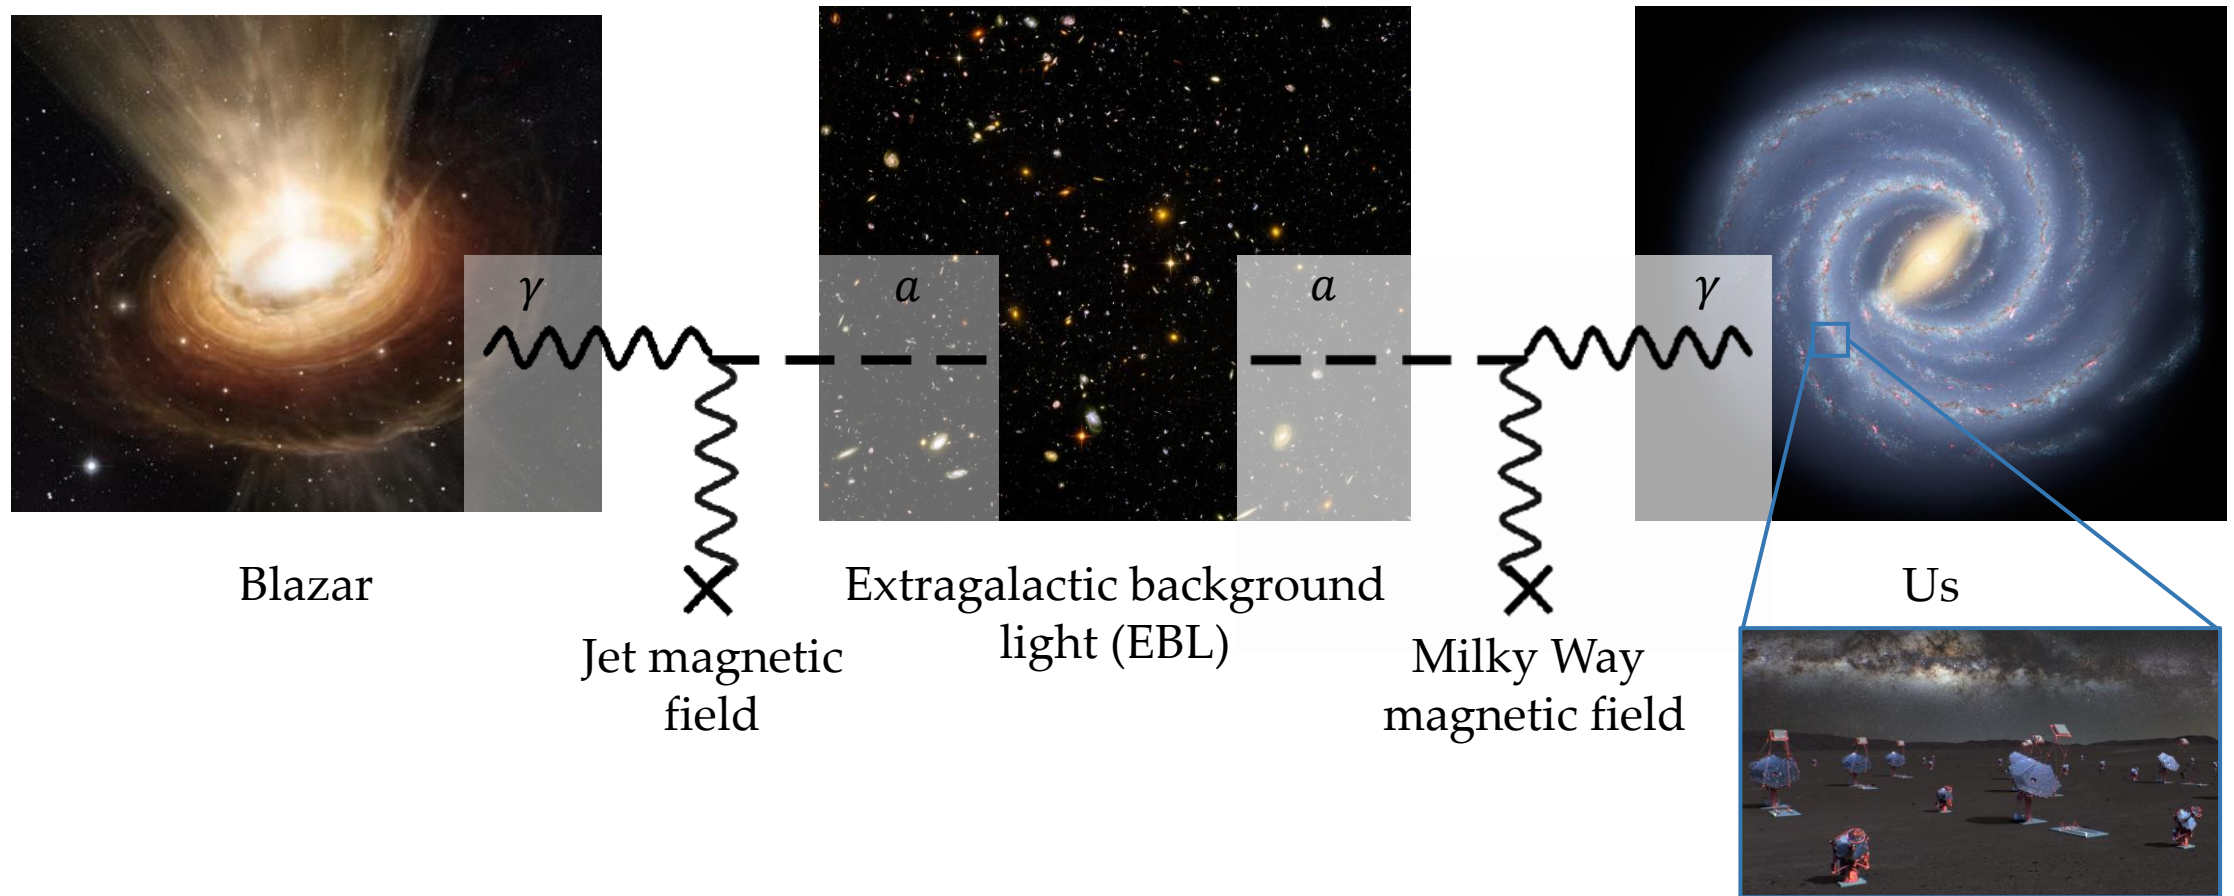 γ
a
a
γ
Blazar
Jet magnetic
field
Extragalactic background
light (EBL)
Milky Way
magnetic field
Us